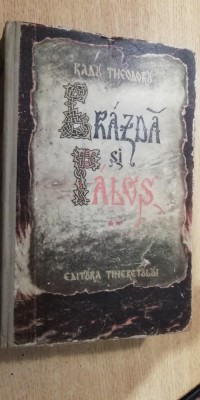 RADU THEODORU
BRAZDĂ
și
PALOȘ
**
EDITURA TINERETULUI